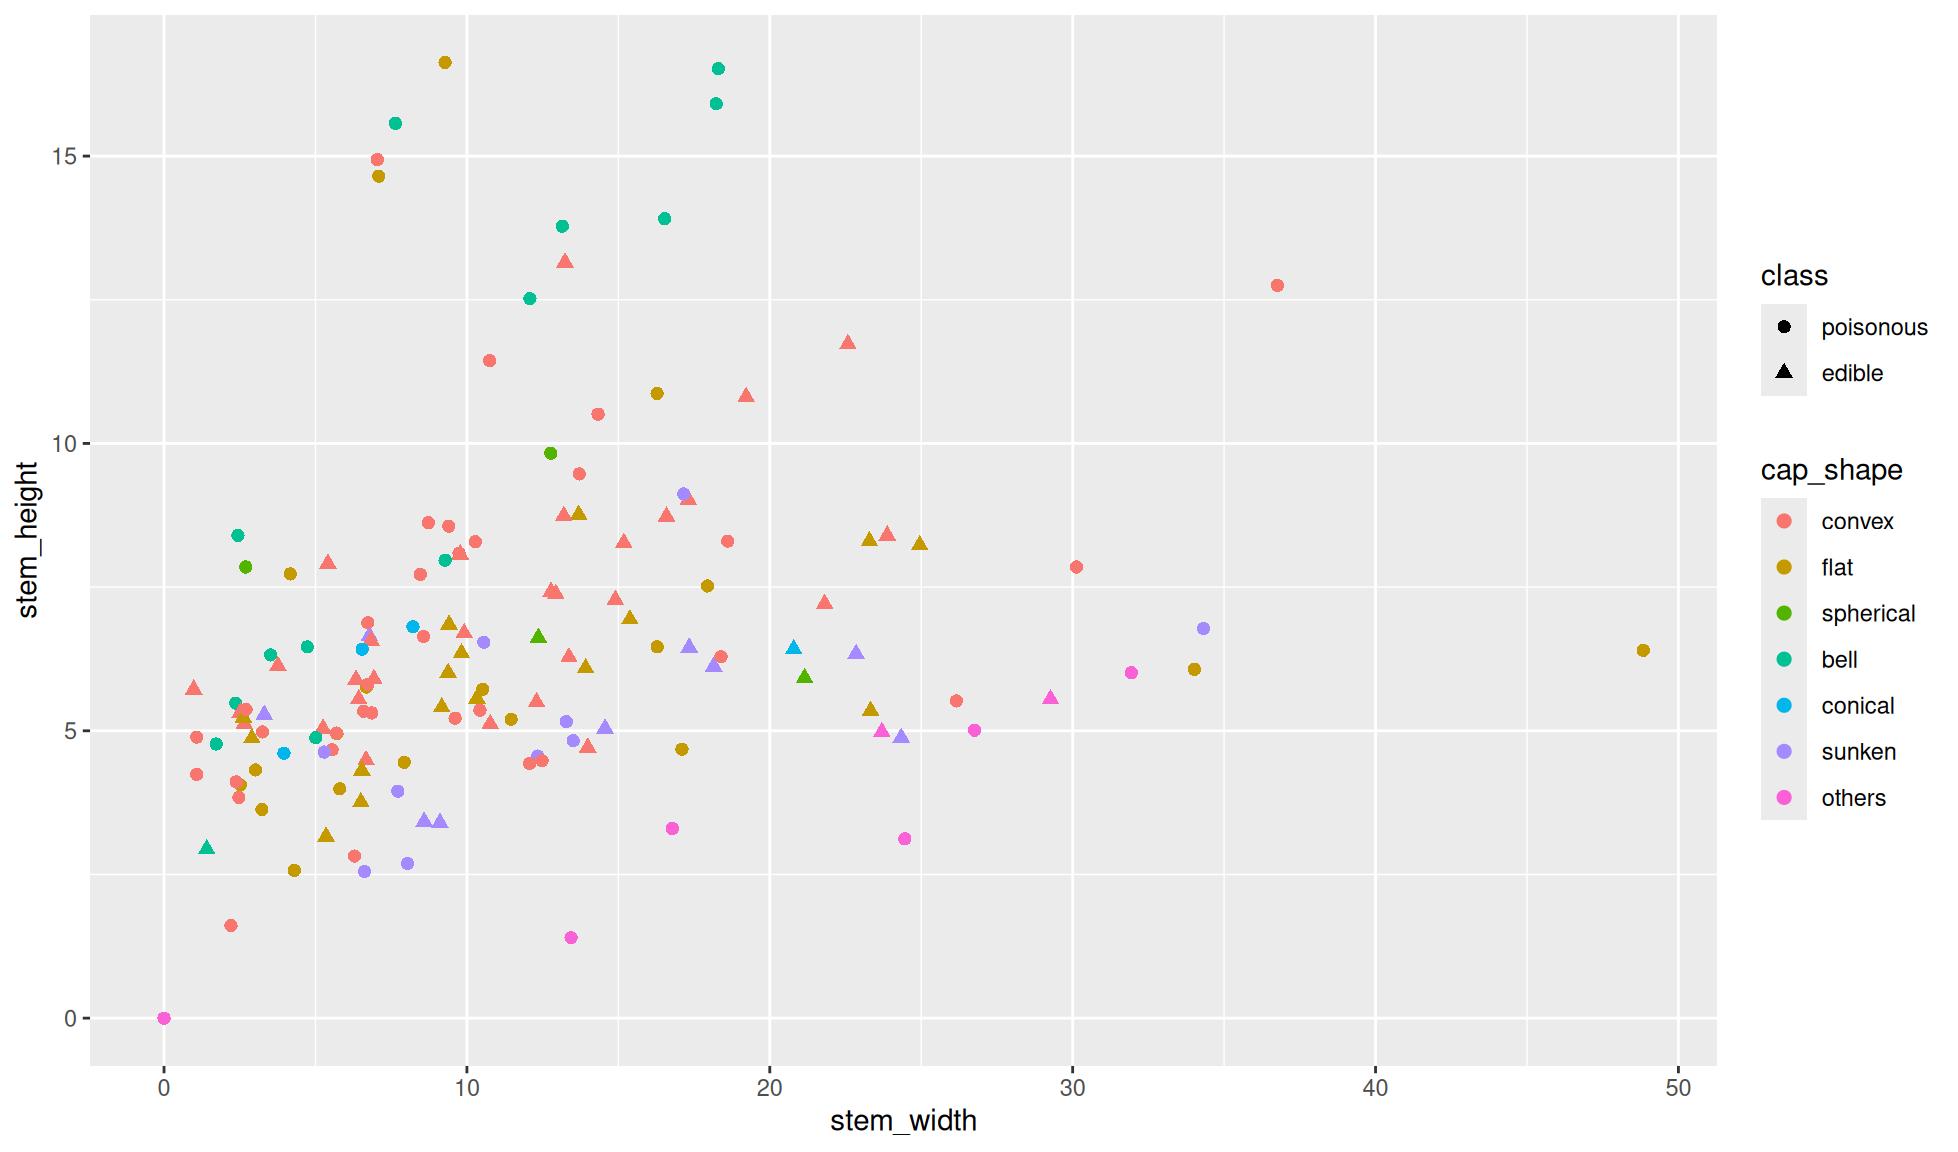 15
10
5
0
stem_height
0
10
20
30
40
50
stem_width
class
poisonous
edible
cap_shape
convex
flat
spherical
bell
conical
sunken
others